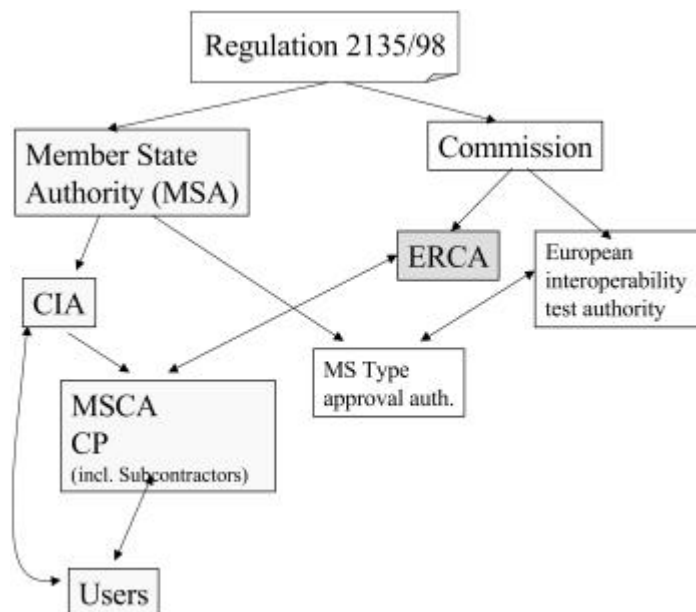 Regulation 2135/98
Member State
Authority (MSA)
Commission
ERCA
European
interoperability
test authority
CIA
MS Type
approval auth.
MSCA
CP
(incl. Subcontractors)
Users